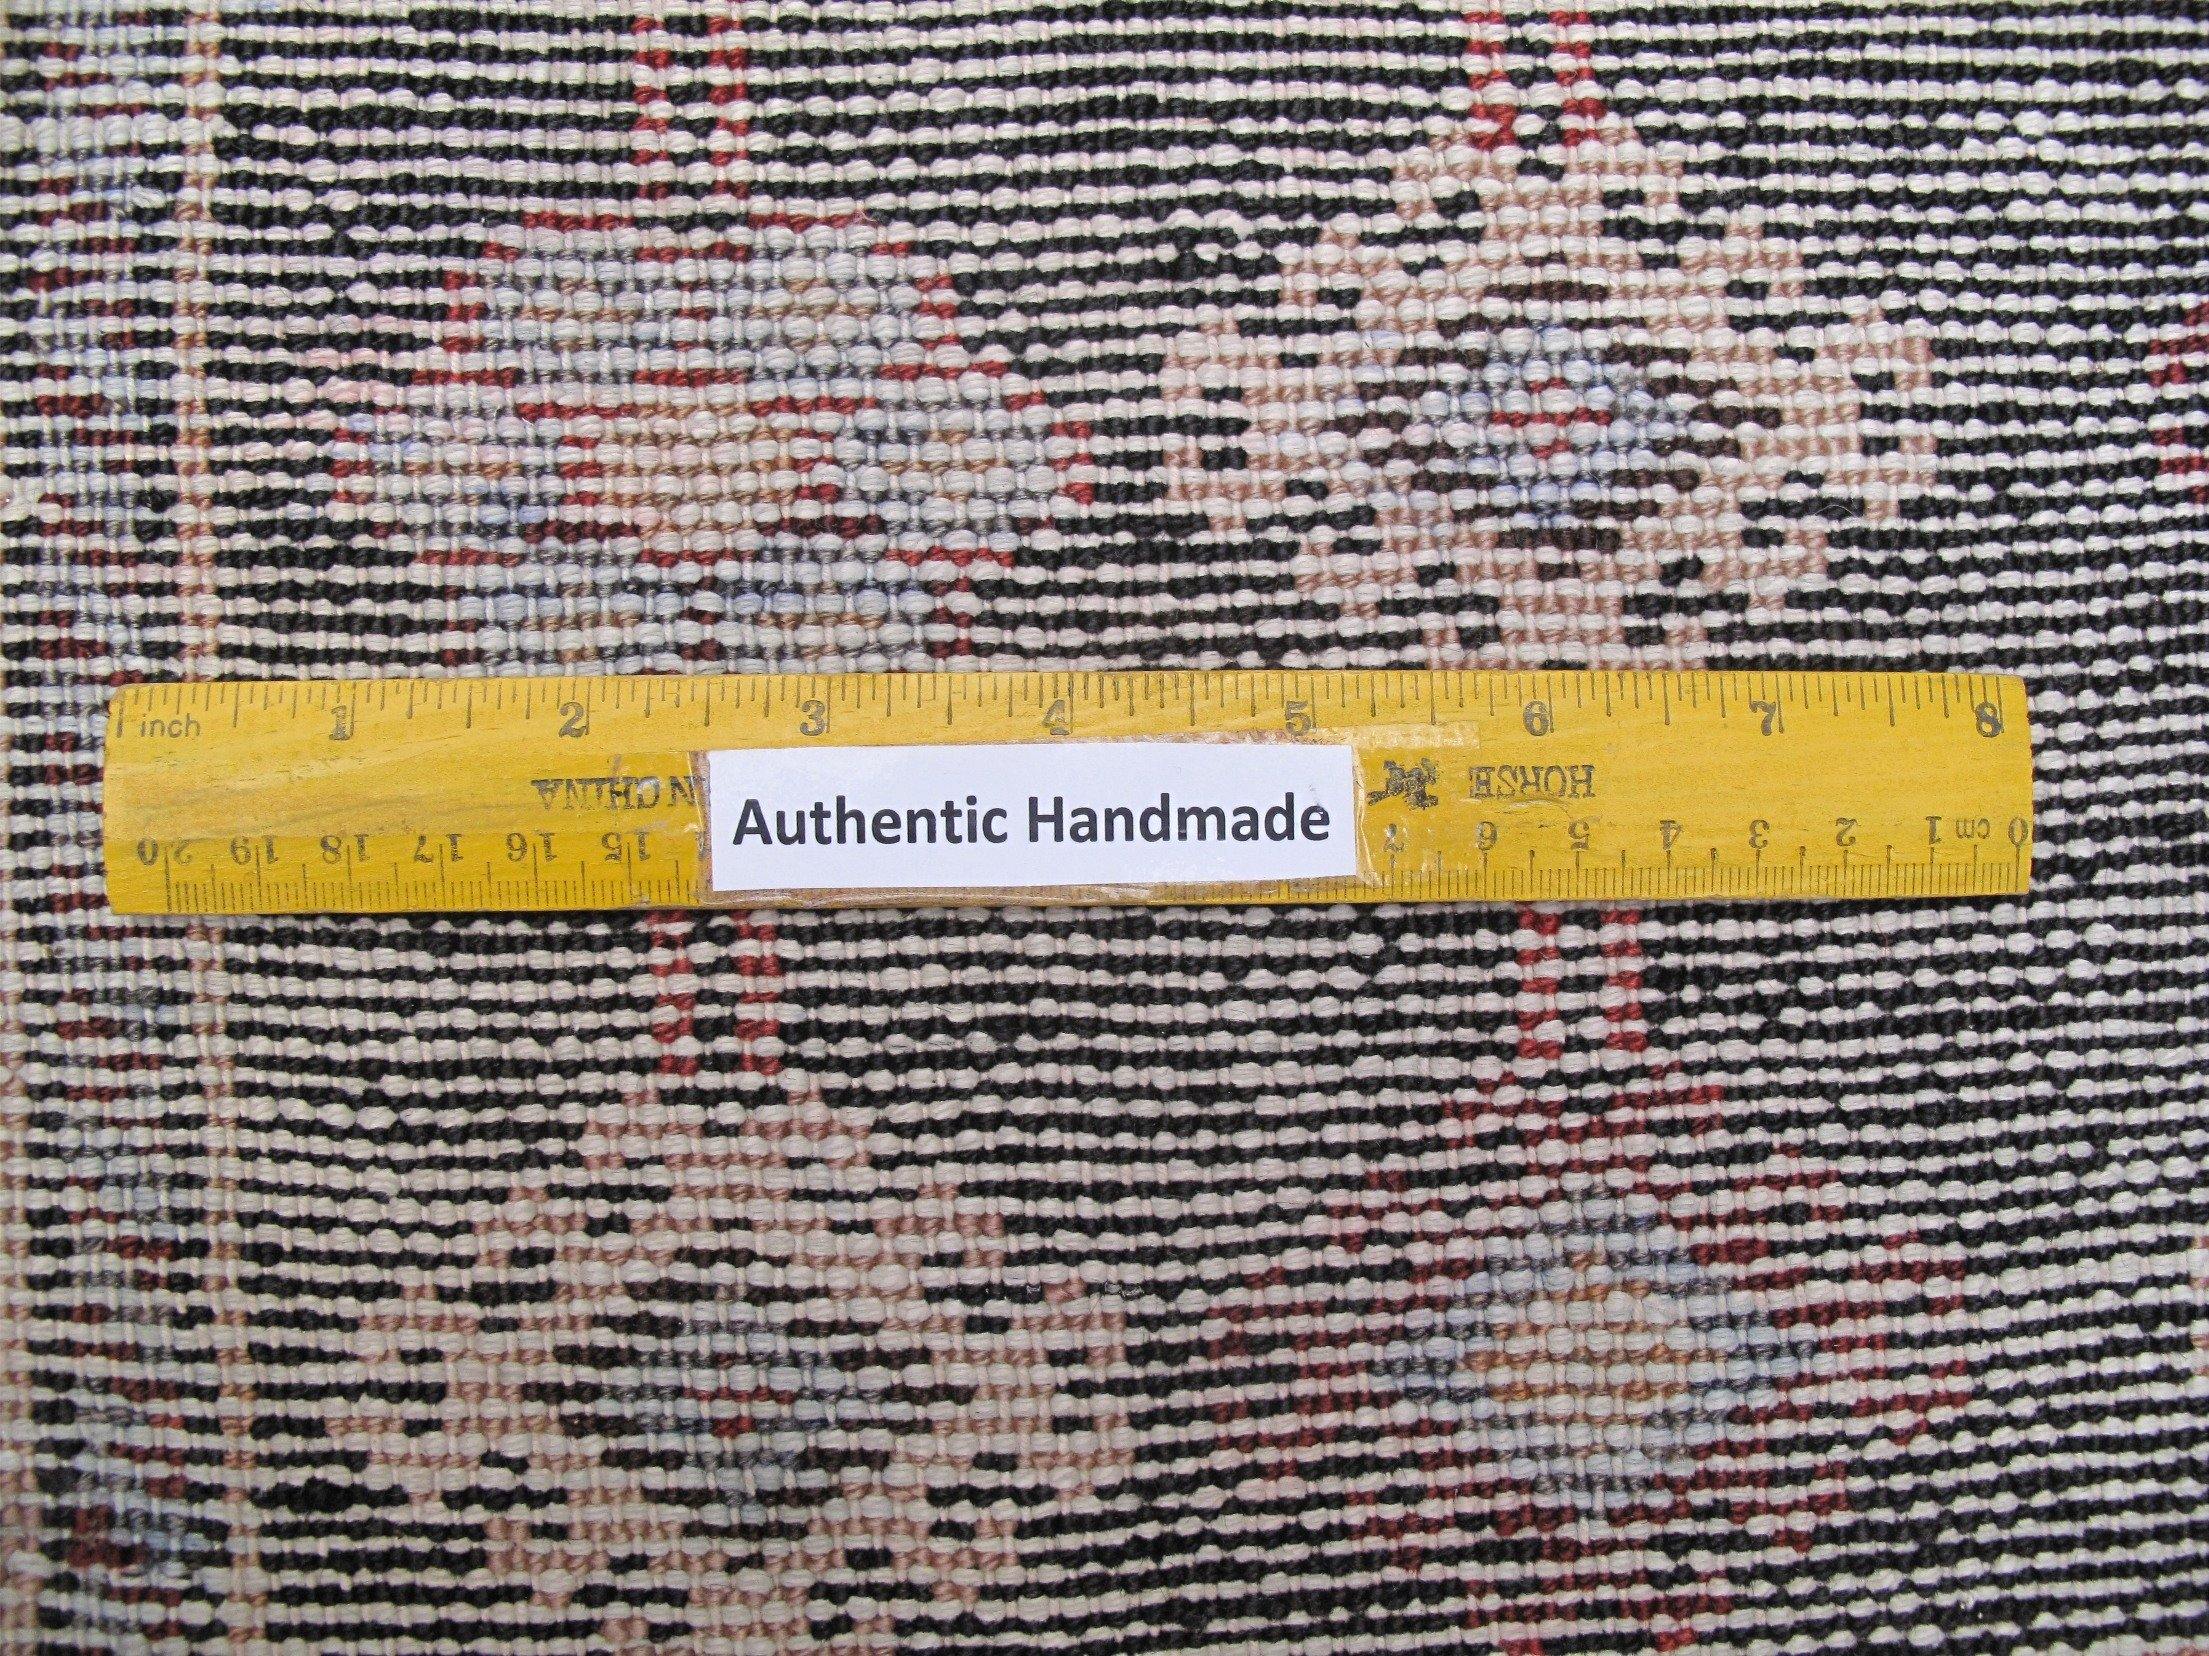 inch 1 2 3 4 5 6 7 8
N CHINA
HORSE
Authentic Handmade
20 19 18 17 16 15 7 6 5 4 3 2 1 cm 0